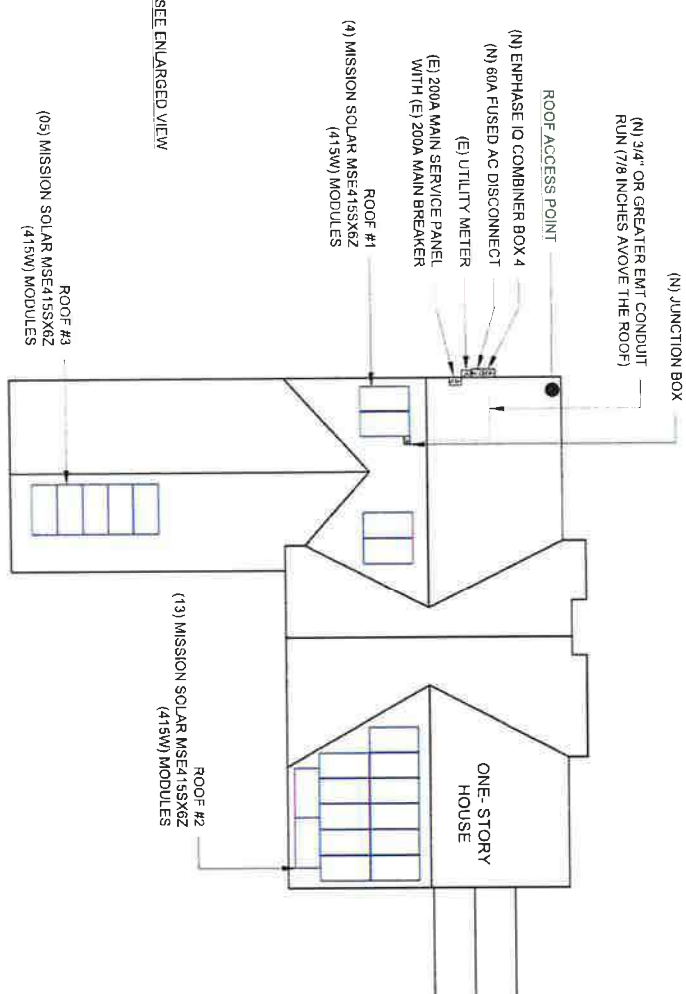 (N) JUNCTION BOX
(N) 3/4" OR GREATER EMT CONDUIT
RUN (7/8 INCHES AVOVE THE ROOF)
ROOF ACCESS POINT
(N) ENPHASE IQ COMBINER BOX 4
(N) 60A FUSED AC DISCONNECT
(E) UTILITY METER
(E) 200A MAIN SERVICE PANEL
WITH (E) 200A MAIN BREAKER
ROOF #1
(4) MISSION SOLAR MSE415SX6Z
(415W) MODULES
SEE ENLARGED VIEW
ROOF #3
(05) MISSION SOLAR MSE415SX6Z
(415W) MODULES
ROOF #2
(13) MISSION SOLAR MSE415SX6Z
(415W) MODULES
ONE- STORY
HOUSE